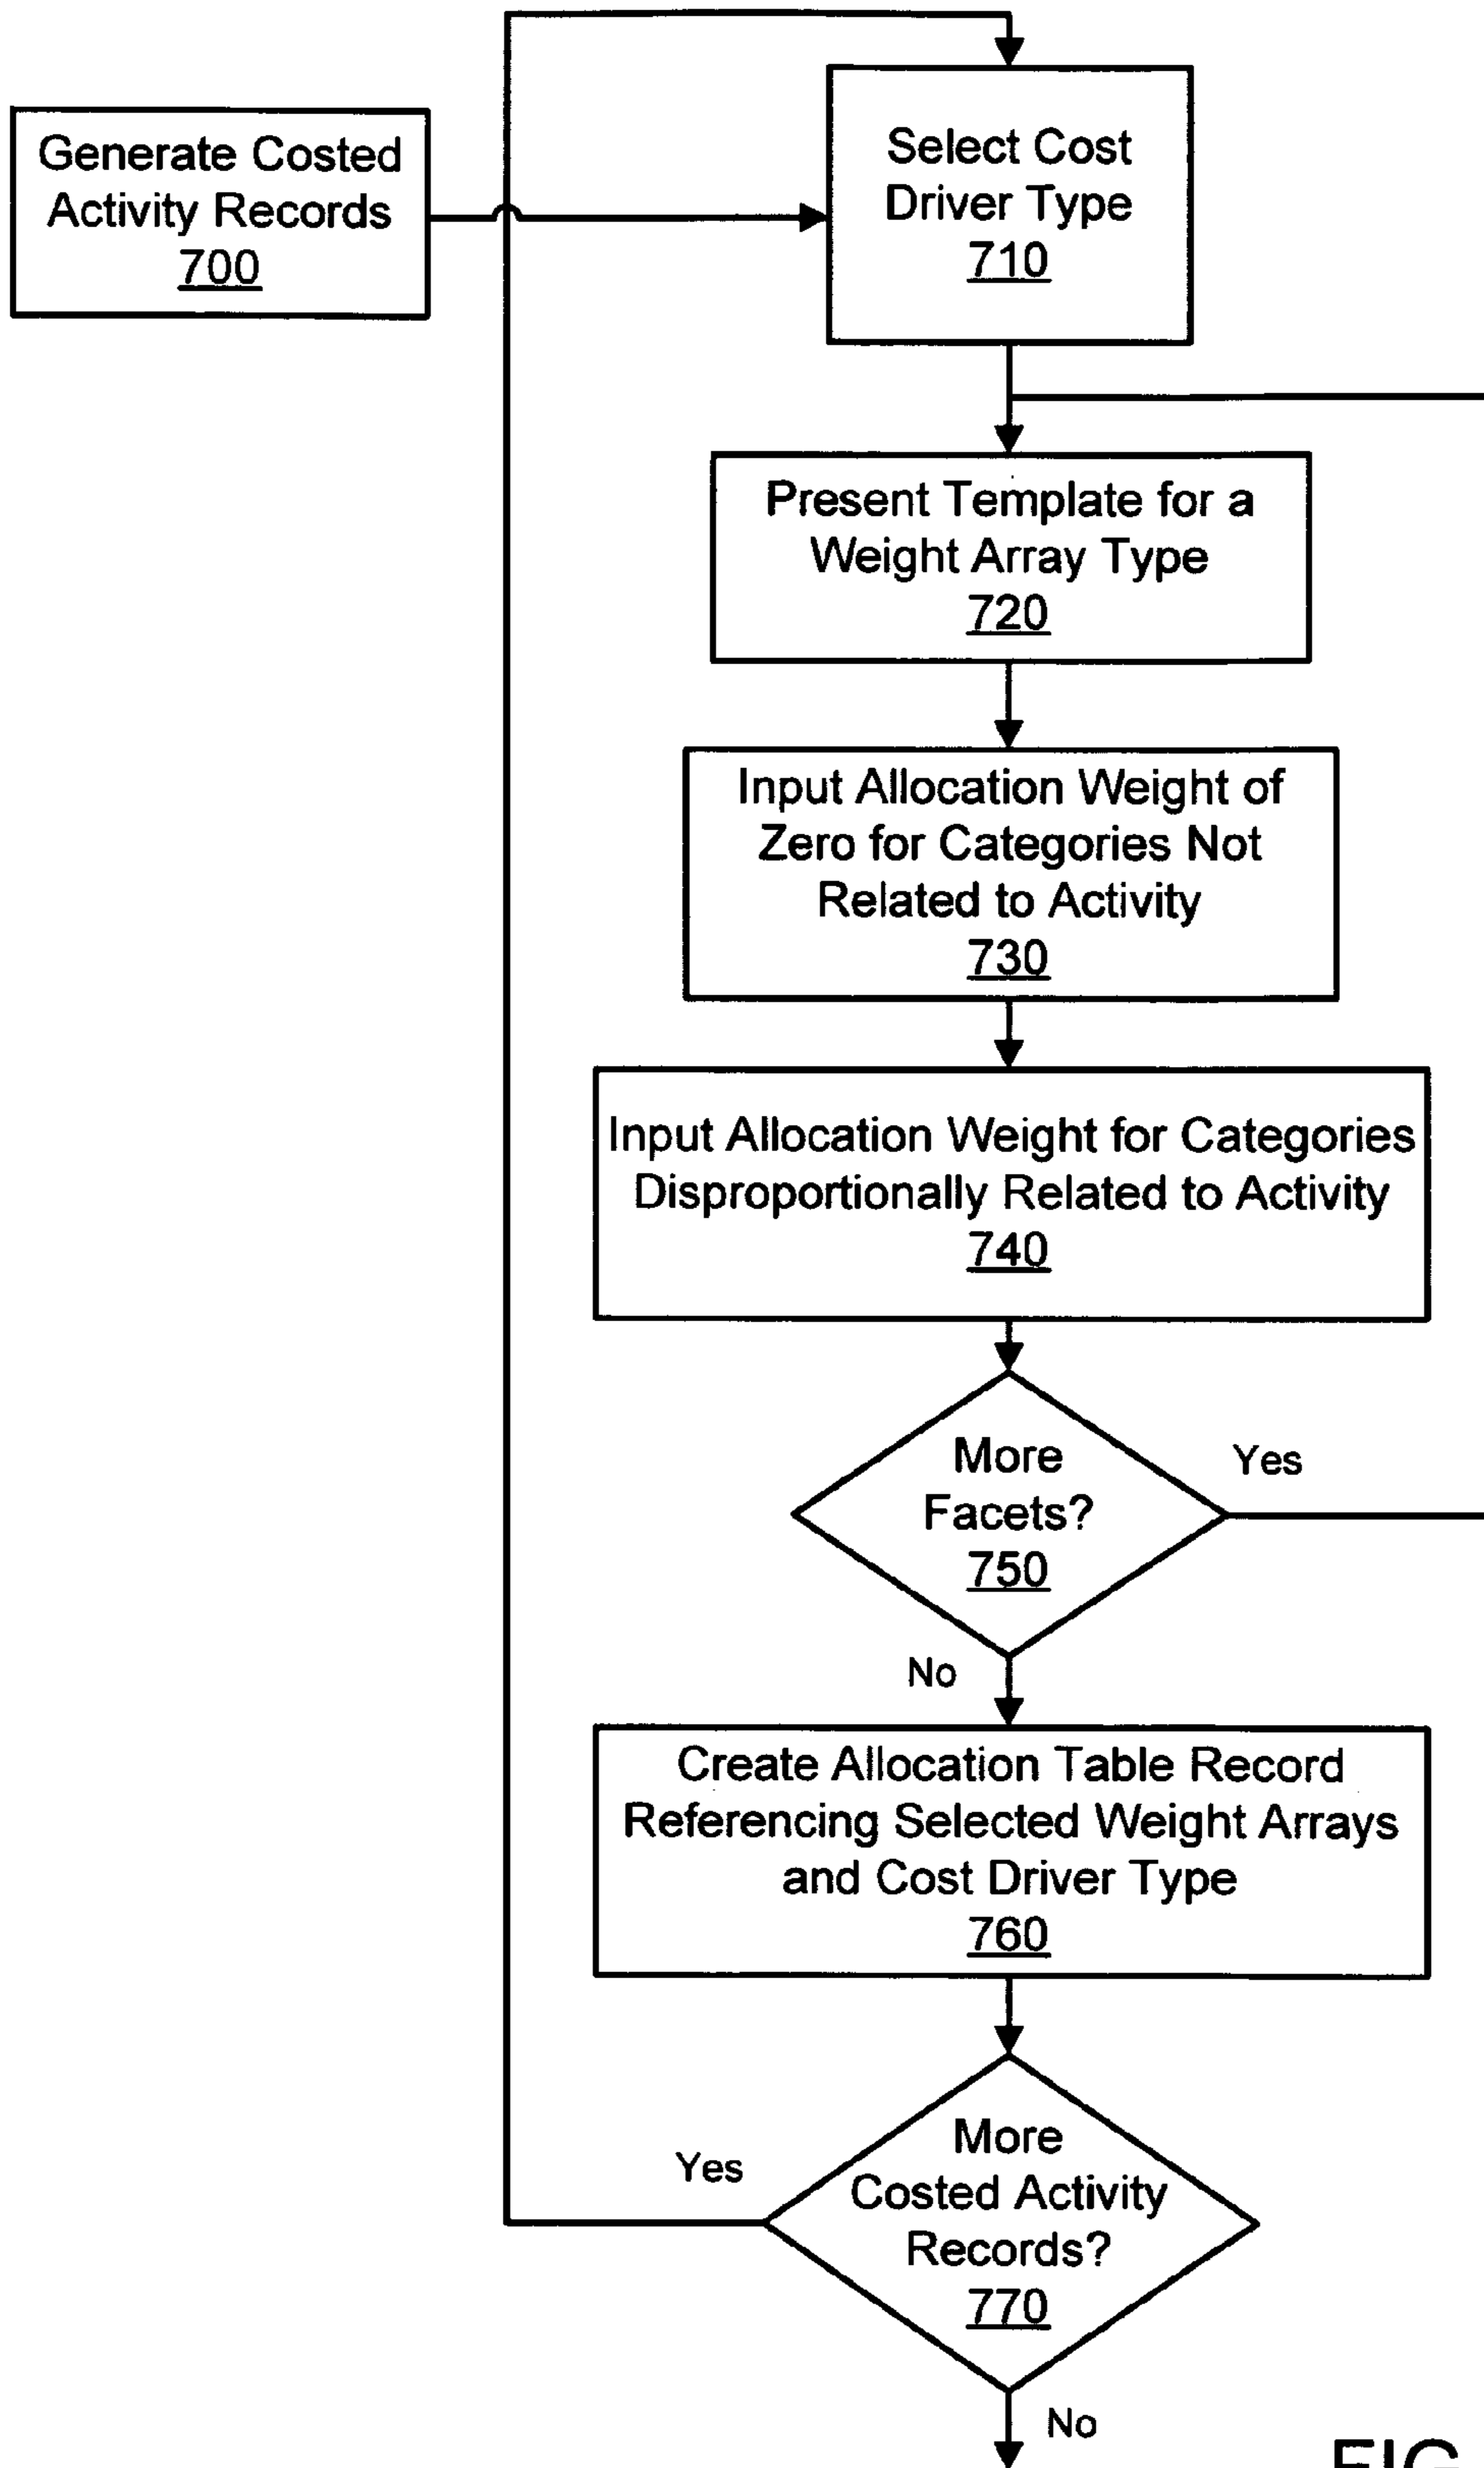 Generate Costed
Activity Records
700
Select Cost
Driver Type
710
Present Template for a
Weight Array Type
720
Input Allocation Weight of
Zero for Categories Not
Related to Activity
730
Input Allocation Weight for Categories
Disproportionally Related to Activity
740
More
Facets?
750
Yes
No
Create Allocation Table Record
Referencing Selected Weight Arrays
and Cost Driver Type
760
More
Costed Activity
Records?
770
Yes
No